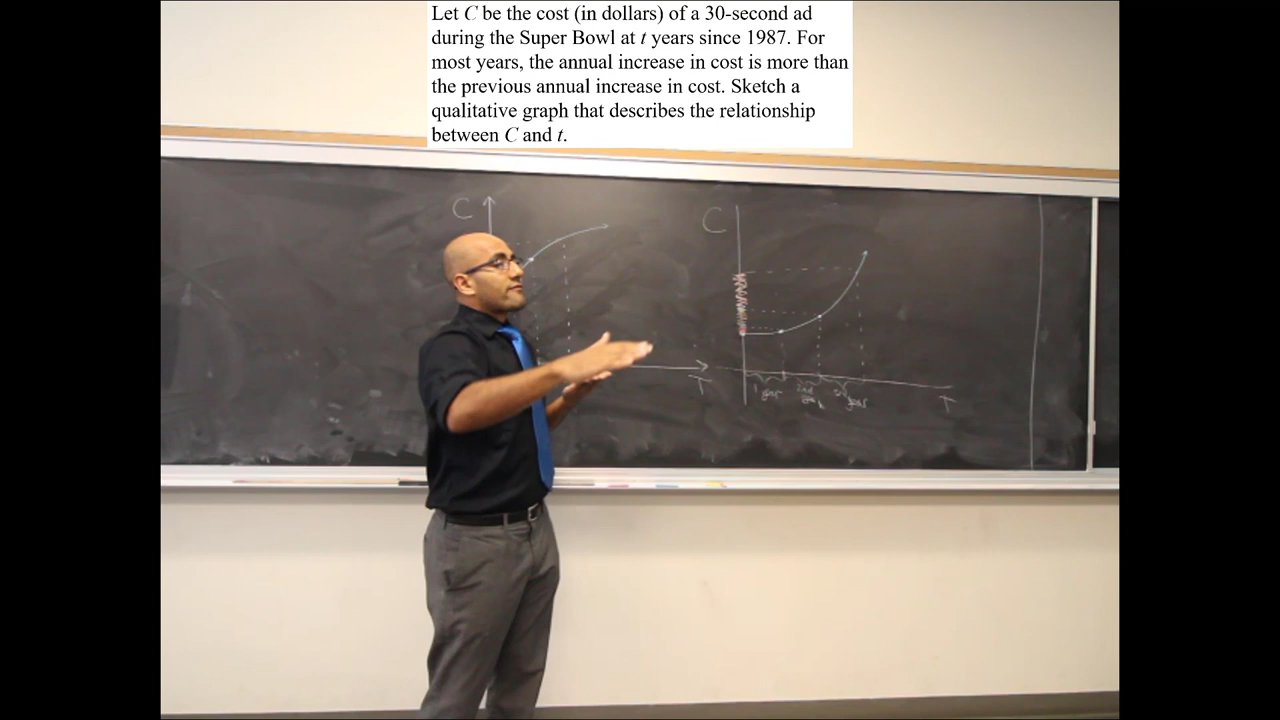 Let C be the cost (in dollars) of a 30-second ad
during the Super Bowl at t years since 1987. For
most years, the annual increase in cost is more than
the previous annual increase in cost. Sketch a
qualitative graph that describes the relationship
between C and t.
C
T
C
1 year
2nd
year
T